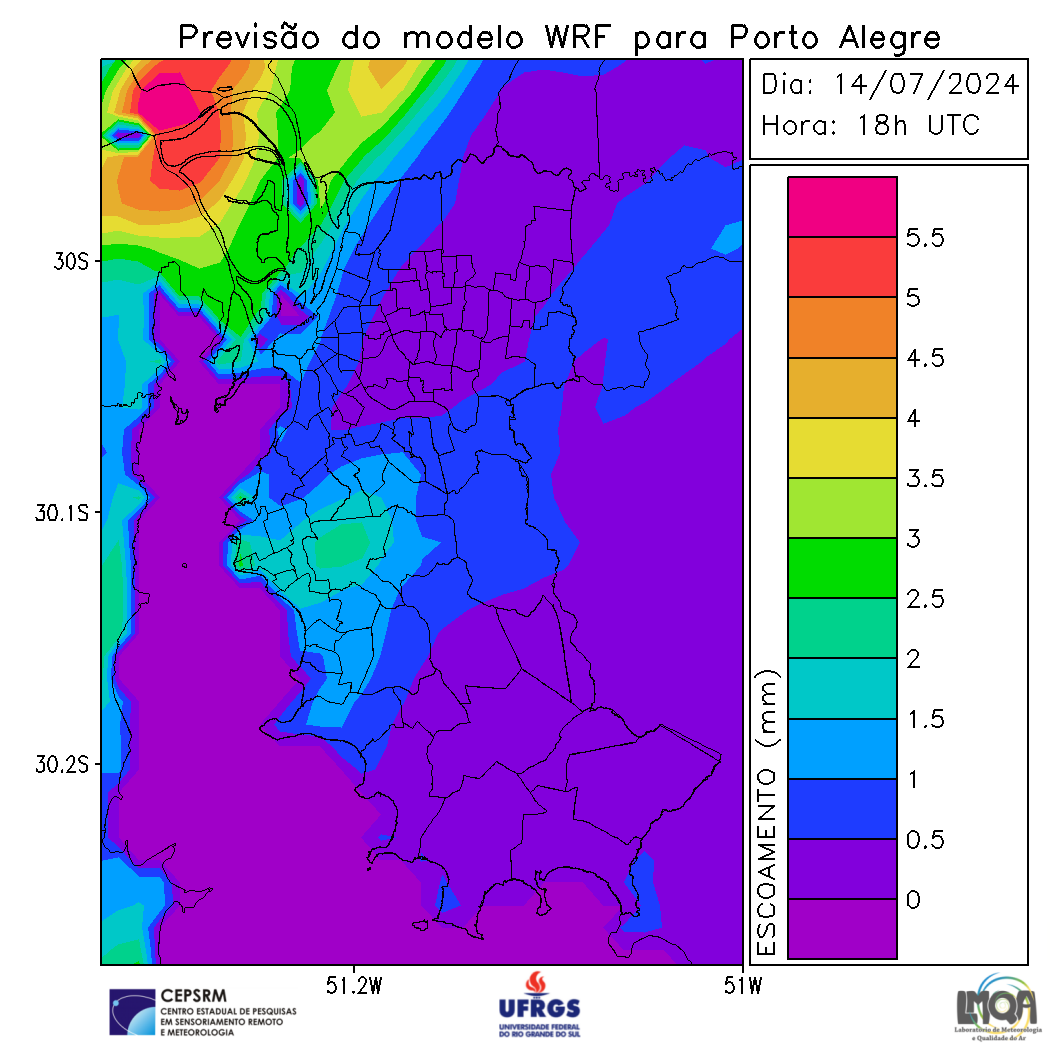 Previsão do modelo WRF para Porto Alegre
Dia: 14/07/2024
Hora: 18h UTC
30S
30.1S
30.2S
51.2W
51W
ESCOAMENTO (mm)
5.5
5
4.5
4
3.5
3
2.5
2
1.5
1
0.5
0
CEPSRM
CENTRO ESTADUAL DE PESQUISAS
EM SENSORIAMENTO REMOTO
E METEOROLOGIA
UFRGS
UNIVERSIDADE FEDERAL
DO RIO GRANDE DO SUL
LMQA
Laboratório de Meteorologia
e Qualidade do Ar